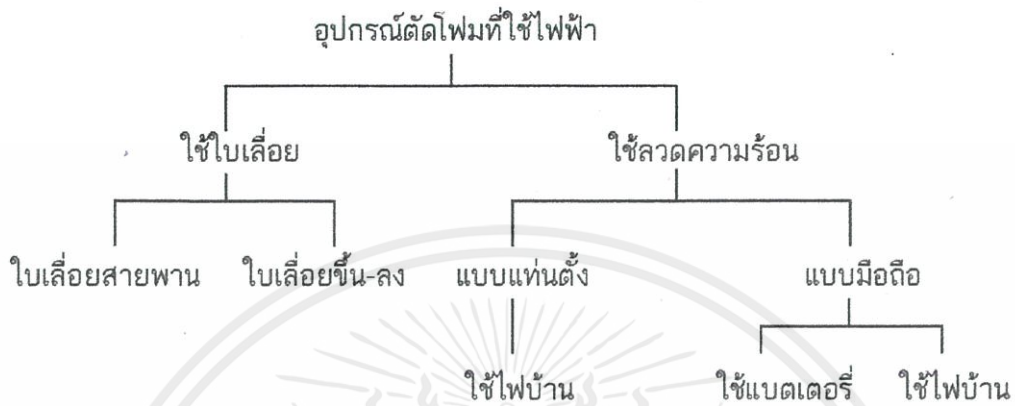 อุปกรณ์ตัดโฟมที่ใช้ไฟฟ้า
ใช้ใบเลื่อย ใช้ลวดความร้อน
ใบเลื่อยสายพาน ใบเลื่อยขึ้น-ลง แบบแท่นตั้ง แบบมือถือ
ใช้ไฟบ้าน ใช้แบตเตอรี่ ใช้ไฟบ้าน